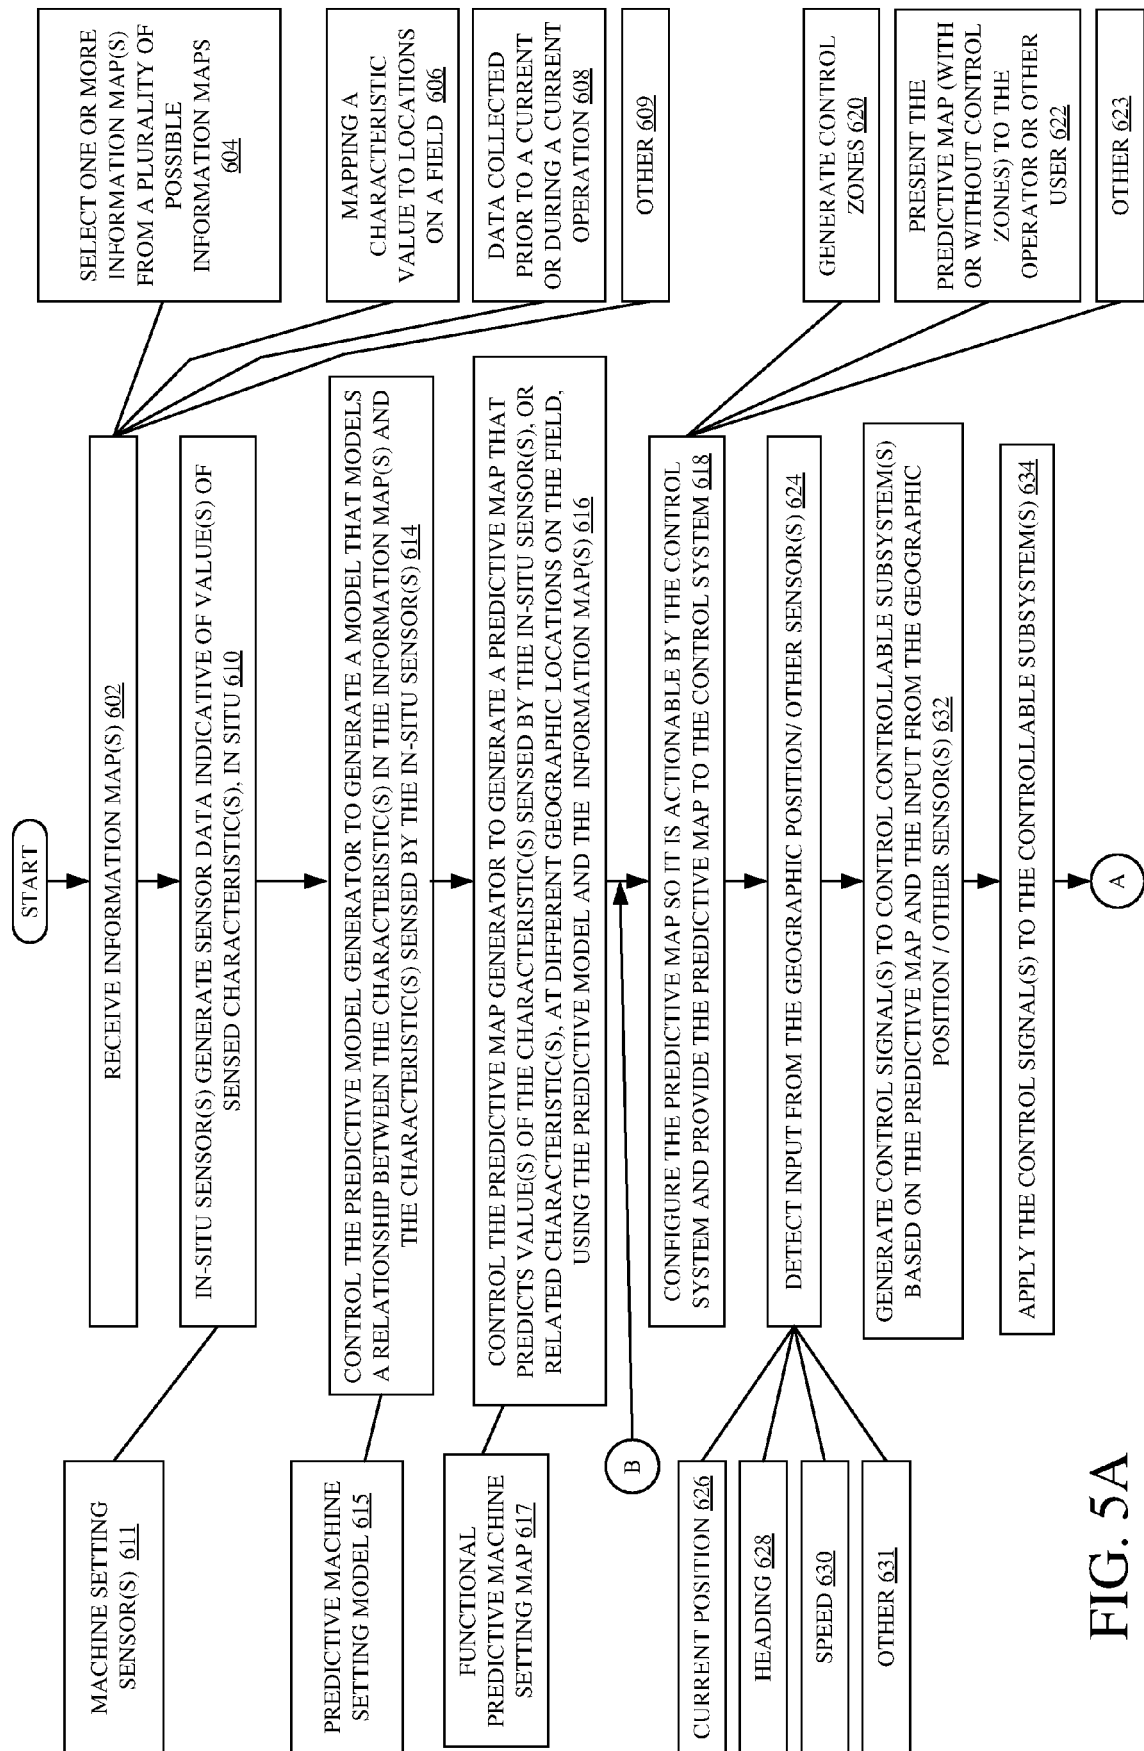 START
RECEIVE INFORMATION MAP(S) 602
SELECT ONE OR MORE
INFORMATION MAP(S)
FROM A PLURALITY OF
POSSIBLE
INFORMATION MAPS
604
MAPPING A
CHARACTERISTIC
VALUE TO LOCATIONS
ON A FIELD 606
DATA COLLECTED
PRIOR TO A CURRENT
OR DURING A CURRENT
OPERATION 608
OTHER 609
MACHINE SETTING
SENSOR(S) 611
IN-SITU SENSOR(S) GENERATE SENSOR DATA INDICATIVE OF VALUE(S) OF
SENSED CHARACTERISTIC(S), IN SITU 610
PREDICTIVE MACHINE
SETTING MODEL 615
CONTROL THE PREDICTIVE MODEL GENERATOR TO GENERATE A MODEL THAT MODELS
A RELATIONSHIP BETWEEN THE CHARACTERISTIC(S) IN THE INFORMATION MAP(S) AND
THE CHARACTERISTIC(S) SENSED BY THE IN-SITU SENSOR(S) 614
FUNCTIONAL
PREDICTIVE MACHINE
SETTING MAP 617
CONTROL THE PREDICTIVE MAP GENERATOR TO GENERATE A PREDICTIVE MAP THAT
PREDICTS VALUE(S) OF THE CHARACTERISTIC(S) SENSED BY THE IN-SITU SENSOR(S), OR
RELATED CHARACTERISTIC(S), AT DIFFERENT GEOGRAPHIC LOCATIONS ON THE FIELD,
USING THE PREDICTIVE MODEL AND THE INFORMATION MAP(S) 616
B
CONFIGURE THE PREDICTIVE MAP SO IT IS ACTIONABLE BY THE CONTROL
SYSTEM AND PROVIDE THE PREDICTIVE MAP TO THE CONTROL SYSTEM 618
GENERATE CONTROL
ZONES 620
PRESENT THE
PREDICTIVE MAP (WITH
OR WITHOUT CONTROL
ZONES) TO THE
OPERATOR OR OTHER
USER 622
OTHER 623
CURRENT POSITION 626
HEADING 628
SPEED 630
OTHER 631
DETECT INPUT FROM THE GEOGRAPHIC POSITION/ OTHER SENSOR(S) 624
GENERATE CONTROL SIGNAL(S) TO CONTROL CONTROLLABLE SUBSYSTEM(S)
BASED ON THE PREDICTIVE MAP AND THE INPUT FROM THE GEOGRAPHIC
POSITION / OTHER SENSOR(S) 632
APPLY THE CONTROL SIGNAL(S) TO THE CONTROLLABLE SUBSYSTEM(S) 634
A
FIG. 5A